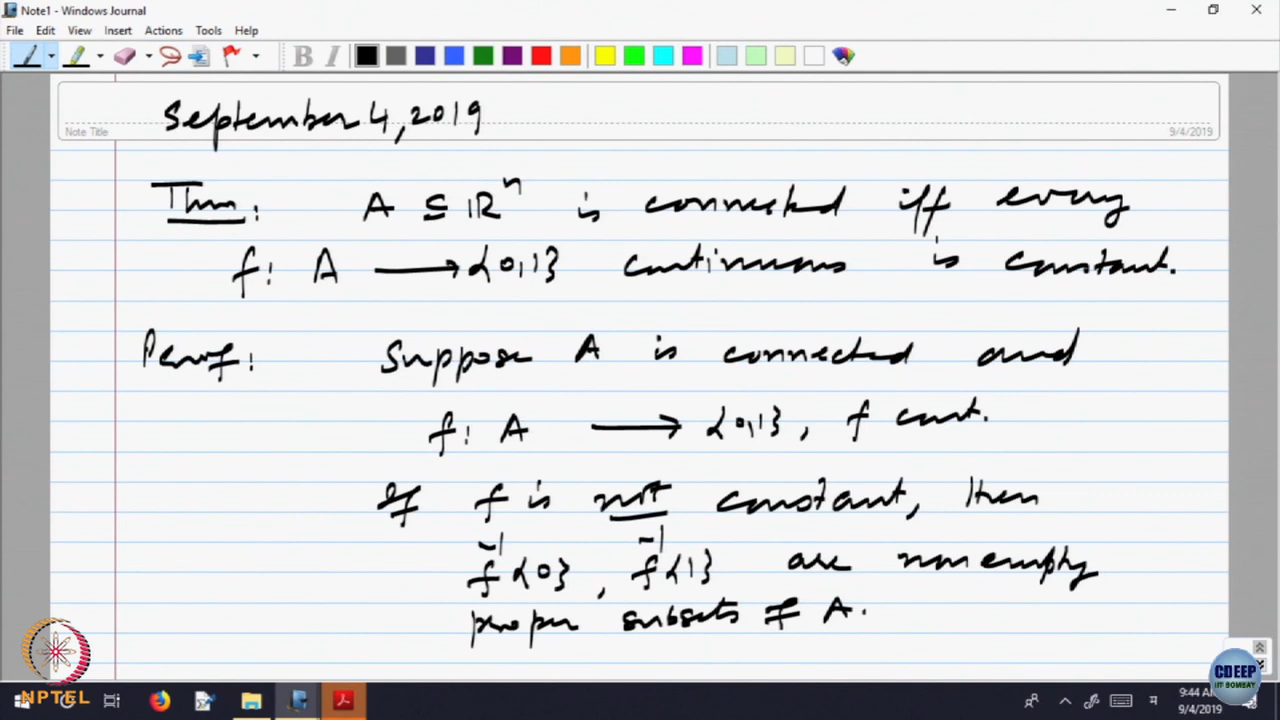 Note1 - Windows Journal
File Edit View Insert Actions Tools Help
B I
September 4, 2019
Note Title
9/4/2019
Thm: A ⊆ ℝⁿ is connected iff every
f: A ⟶ {0,1} continuous is constant.
Proof: Suppose A is connected and
f: A ⟶ {0,1}, f cont.
If f is not constant, then
f⁻¹{0}, f⁻¹{1} are nonempty
proper subsets of A.
NPTEL
CDEEP
IIT BOMBAY
9:44 AM
9/4/2019